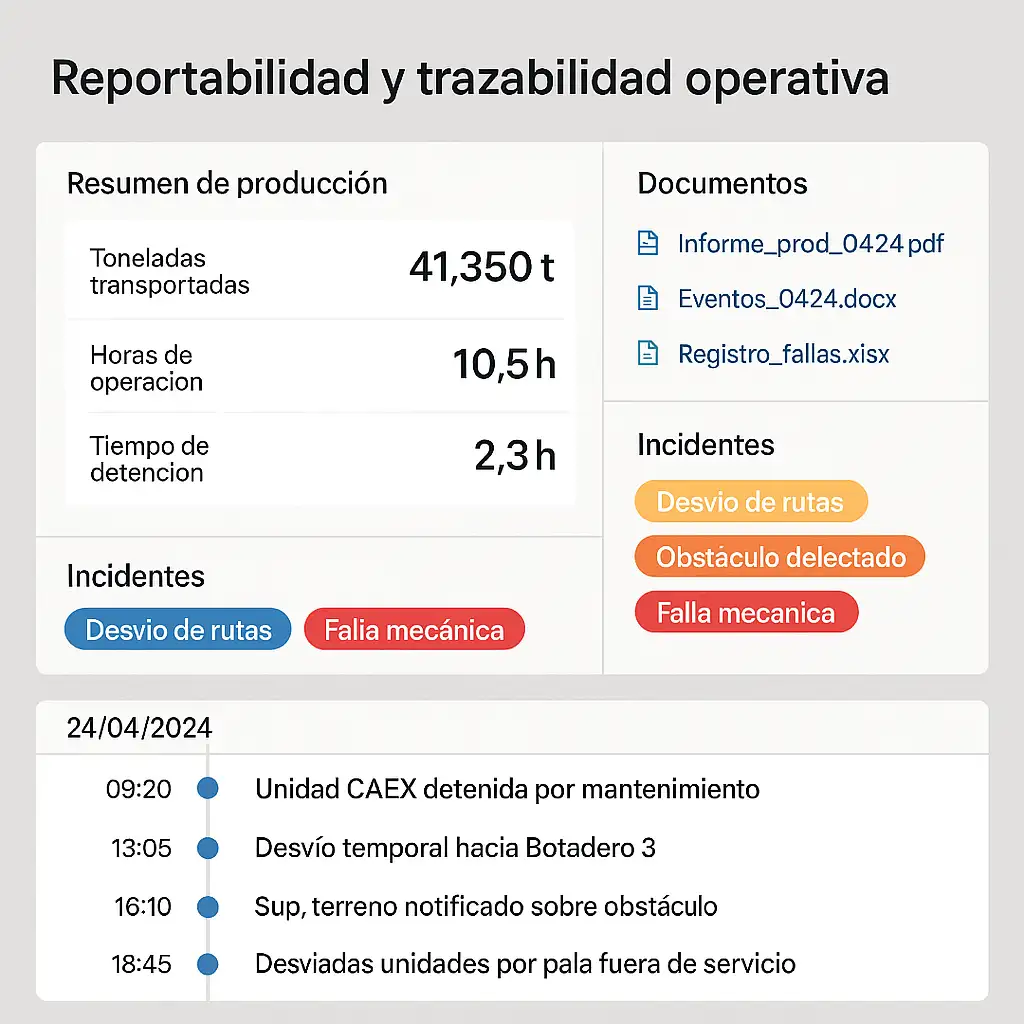 Reportabilidad y trazabilidad operativa
Resumen de producción
Toneladas
transportadas
41,350 t
Horas de
operacion
10,5 h
Tiempo de
detencion
2,3 h
Incidentes
Desvio de rutas
Falia mecánica
Documentos
Informe_prod_0424 pdf
Eventos_0424.docx
Registro_fallas.xisx
Incidentes
Desvio de rutas
Obstáculo delectado
Falla mecanica
24/04/2024
09:20 Unidad CAEX detenida por mantenimiento
13:05 Desvío temporal hacia Botadero 3
16:10 Sup, terreno notificado sobre obstáculo
18:45 Desviadas unidades por pala fuera de servicio